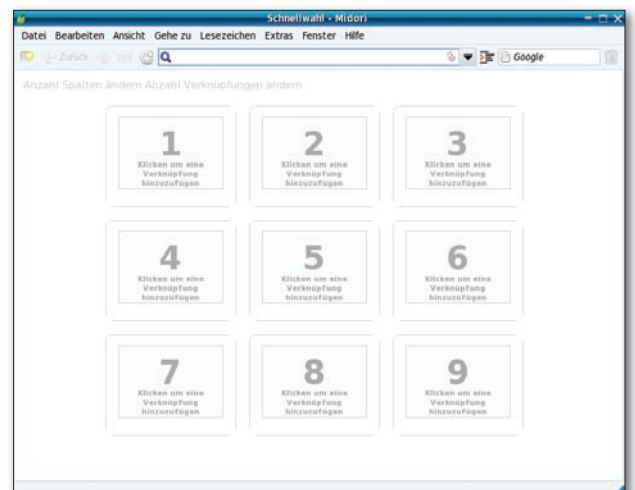 Schnellwahl - Midori
Datei Bearbeiten Ansicht Gehe zu Lesezeichen Extras Fenster Hilfe
Zurück Google
Anzahl Spalten ändern Anzahl Verknüpfungen ändern
1 2 3
Klicken um eine Klicken um eine Klicken um eine
Verknüpfung Verknüpfung Verknüpfung
hinzuzufügen hinzuzufügen hinzuzufügen
4 5 6
Klicken um eine Klicken um eine Klicken um eine
Verknüpfung Verknüpfung Verknüpfung
hinzuzufügen hinzuzufügen hinzuzufügen
7 8 9
Klicken um eine Klicken um eine Klicken um eine
Verknüpfung Verknüpfung Verknüpfung
hinzuzufügen hinzuzufügen hinzuzufügen